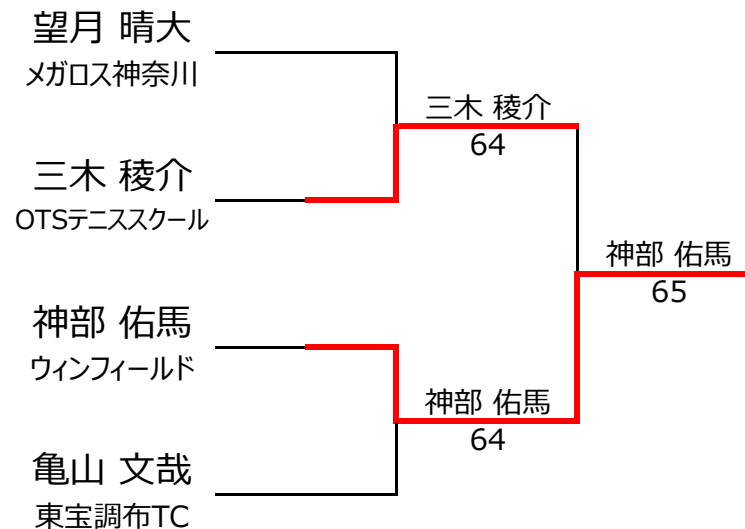 望月 晴大
メガロス神奈川
三木 稜介
64
三木 稜介
OTSテニススクール
神部 佑馬
65
神部 佑馬
ウィンフィールド
神部 佑馬
64
亀山 文哉
東宝調布TC